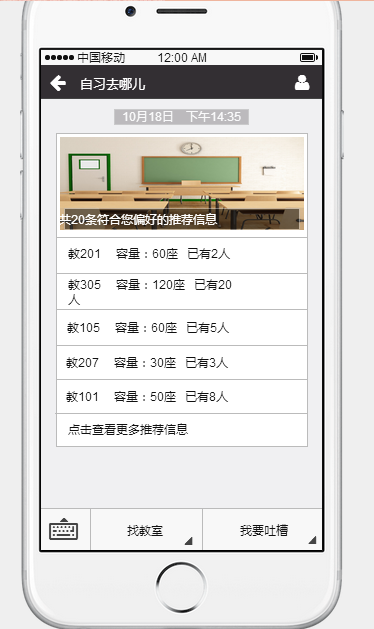 中国移动 12:00 AM
自习去哪儿
10月18日 下午14:35
共20条符合您偏好的推荐信息
教201 容量：60座 已有2人
教305 容量：120座 已有20
人
教105 容量：60座 已有5人
教207 容量：30座 已有3人
教101 容量：50座 已有8人
点击查看更多推荐信息
找教室 我要吐槽